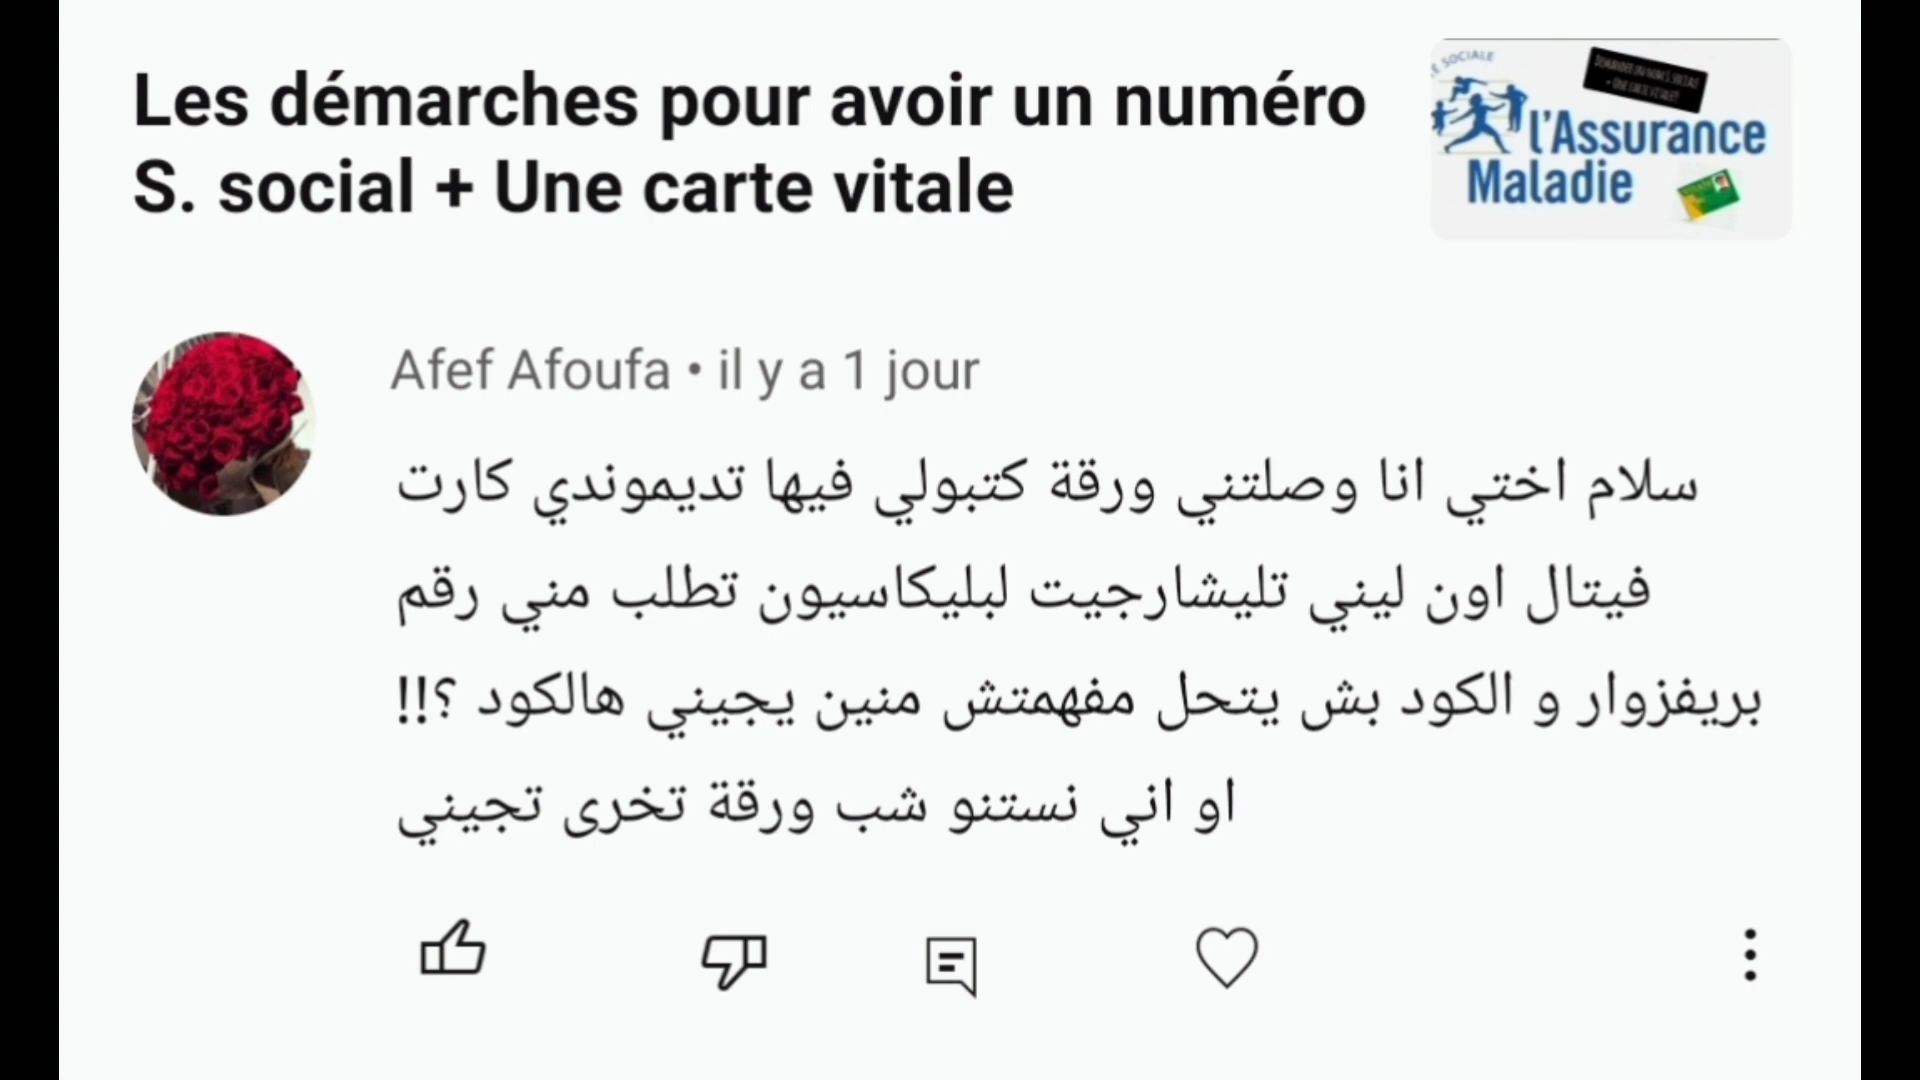 Les démarches pour avoir un numéro
S. social + Une carte vitale
l'Assurance
Maladie
Afef Afoufa • il y a 1 jour
سلام اختي انا وصلتني ورقة كتبولي فيها تديموندي كارت
فيتال اون ليني تليشارجيت لبليكاسيون تطلب مني رقم
بريفزوار و الكود بش يتحل مفهمتش منين يجيني هالكود ؟!!
او اني نستنو شب ورقة تخرى تجيني